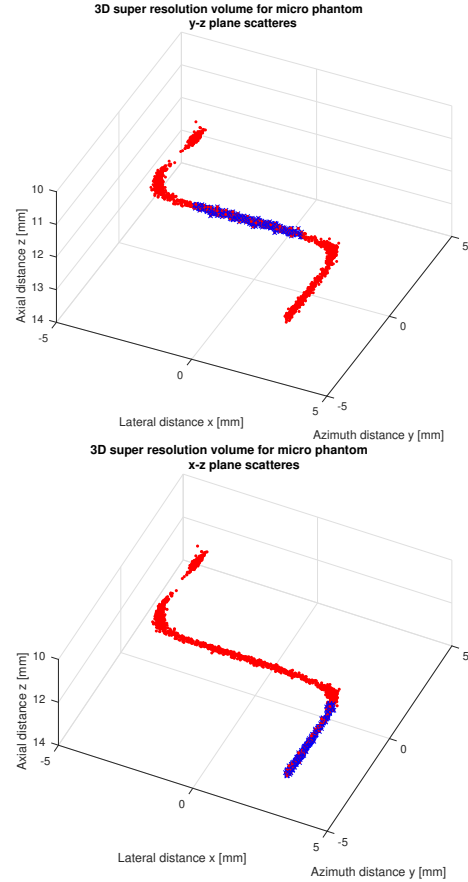 3D super resolution volume for micro phantom
y-z plane scatteres
10
11
12
13
14
Axial distance z [mm]
-5
0
5
Lateral distance x [mm]
-5
0
5
Azimuth distance y [mm]
3D super resolution volume for micro phantom
x-z plane scatteres
10
12
14
Axial distance z [mm]
-5
0
5
Lateral distance x [mm]
-5
0
5
Azimuth distance y [mm]